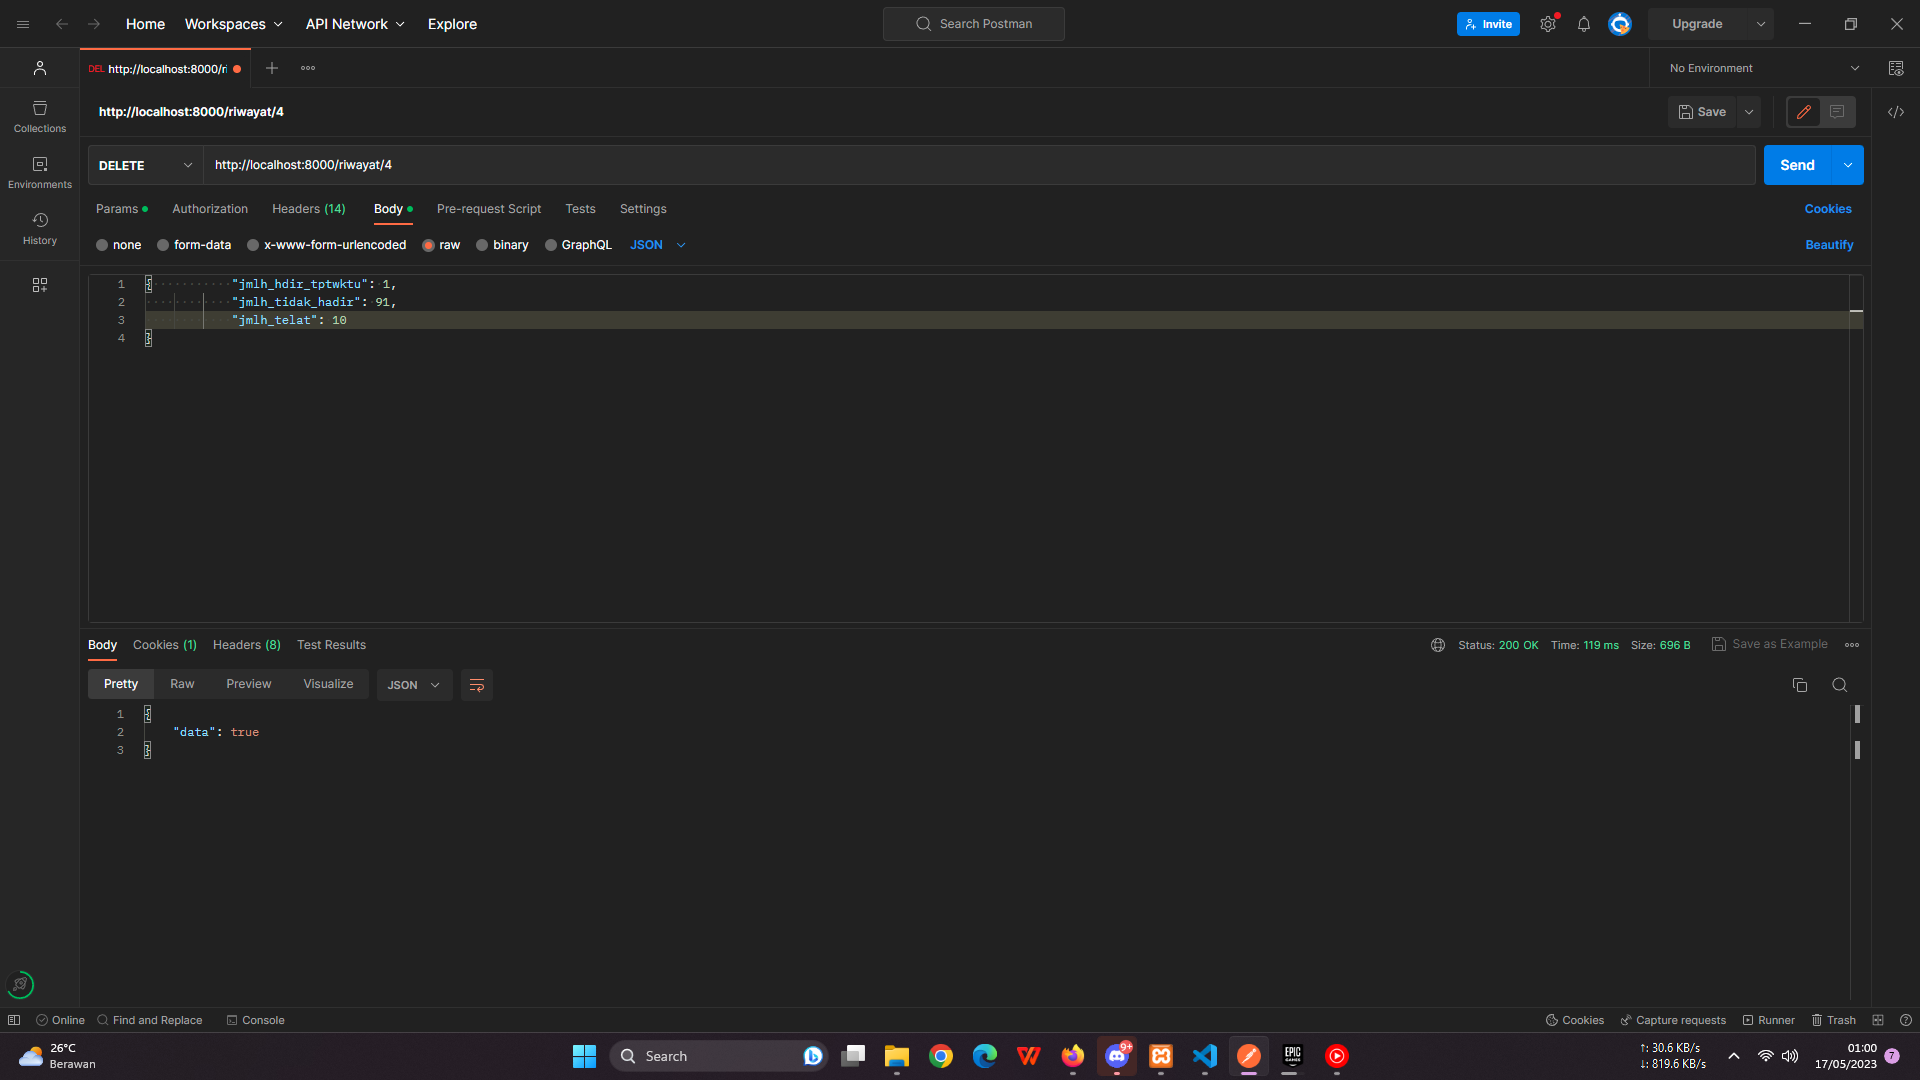 Home
Workspaces
API Network
Explore
Search Postman
Invite
Upgrade
DEL http://localhost:8000/ri
No Environment
http://localhost:8000/riwayat/4
Save
Collections
Environments
History
DELETE
http://localhost:8000/riwayat/4
Send
Params
Authorization
Headers (14)
Body
Pre-request Script
Tests
Settings
Cookies
none
form-data
x-www-form-urlencoded
raw
binary
GraphQL
JSON
Beautify
1 { "jmlh_hdir_tptwktu": 1,
2 "jmlh_tidak_hadir": 91,
3 "jmlh_telat": 10
4 }
Body
Cookies (1)
Headers (8)
Test Results
Status: 200 OK
Time: 119 ms
Size: 696 B
Save as Example
Pretty
Raw
Preview
Visualize
JSON
1 {
2 "data": true
3 }
Online
Find and Replace
Console
Cookies
Capture requests
Runner
Trash
26°C
Berawan
Search
9+
EPIC
GAMES
↑: 30.6 KB/s
↓: 819.6 KB/s
01:00
17/05/2023
7